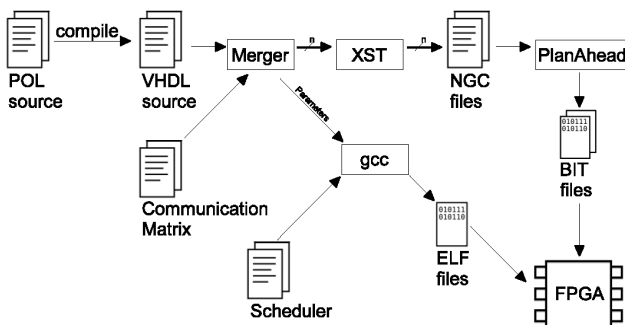 POL
source
compile
VHDL
source
Merger
n
XST
n
NGC
files
PlanAhead
Parameters
010111
010110
BIT
files
Communication
Matrix
gcc
010111
010110
ELF
files
Scheduler
FPGA